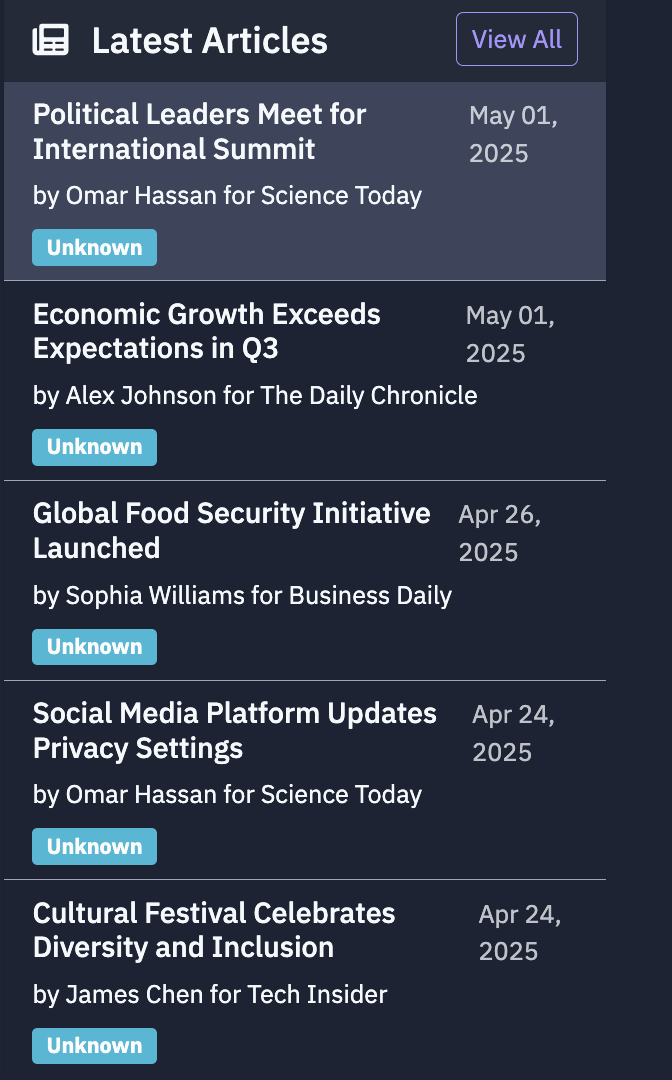 Latest Articles
View All
Political Leaders Meet for
International Summit
May 01,
2025
by Omar Hassan for Science Today
Unknown
Economic Growth Exceeds
Expectations in Q3
May 01,
2025
by Alex Johnson for The Daily Chronicle
Unknown
Global Food Security Initiative
Launched
Apr 26,
2025
by Sophia Williams for Business Daily
Unknown
Social Media Platform Updates
Privacy Settings
Apr 24,
2025
by Omar Hassan for Science Today
Unknown
Cultural Festival Celebrates
Diversity and Inclusion
Apr 24,
2025
by James Chen for Tech Insider
Unknown